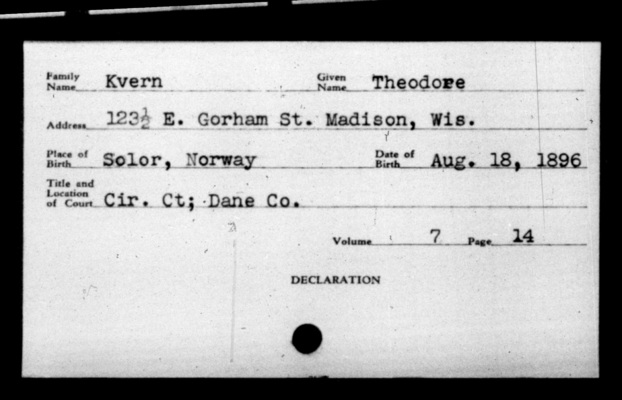 Family Name Kvern Given Name Theodore
Address 123½ E. Gorham St. Madison, Wis.
Place of Birth Solor, Norway Date of Birth Aug. 18, 1896
Title and Location of Court Cir. Ct; Dane Co.
Volume 7 Page 14
DECLARATION